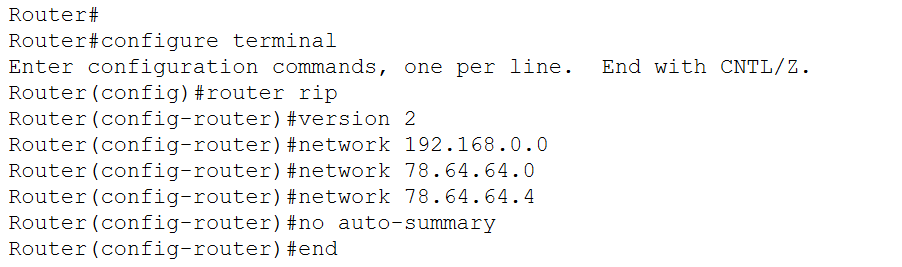 Router#
Router#configure terminal
Enter configuration commands, one per line.  End with CNTL/Z.
Router(config)#router rip
Router(config-router)#version 2
Router(config-router)#network 192.168.0.0
Router(config-router)#network 78.64.64.0
Router(config-router)#network 78.64.64.4
Router(config-router)#no auto-summary
Router(config-router)#end